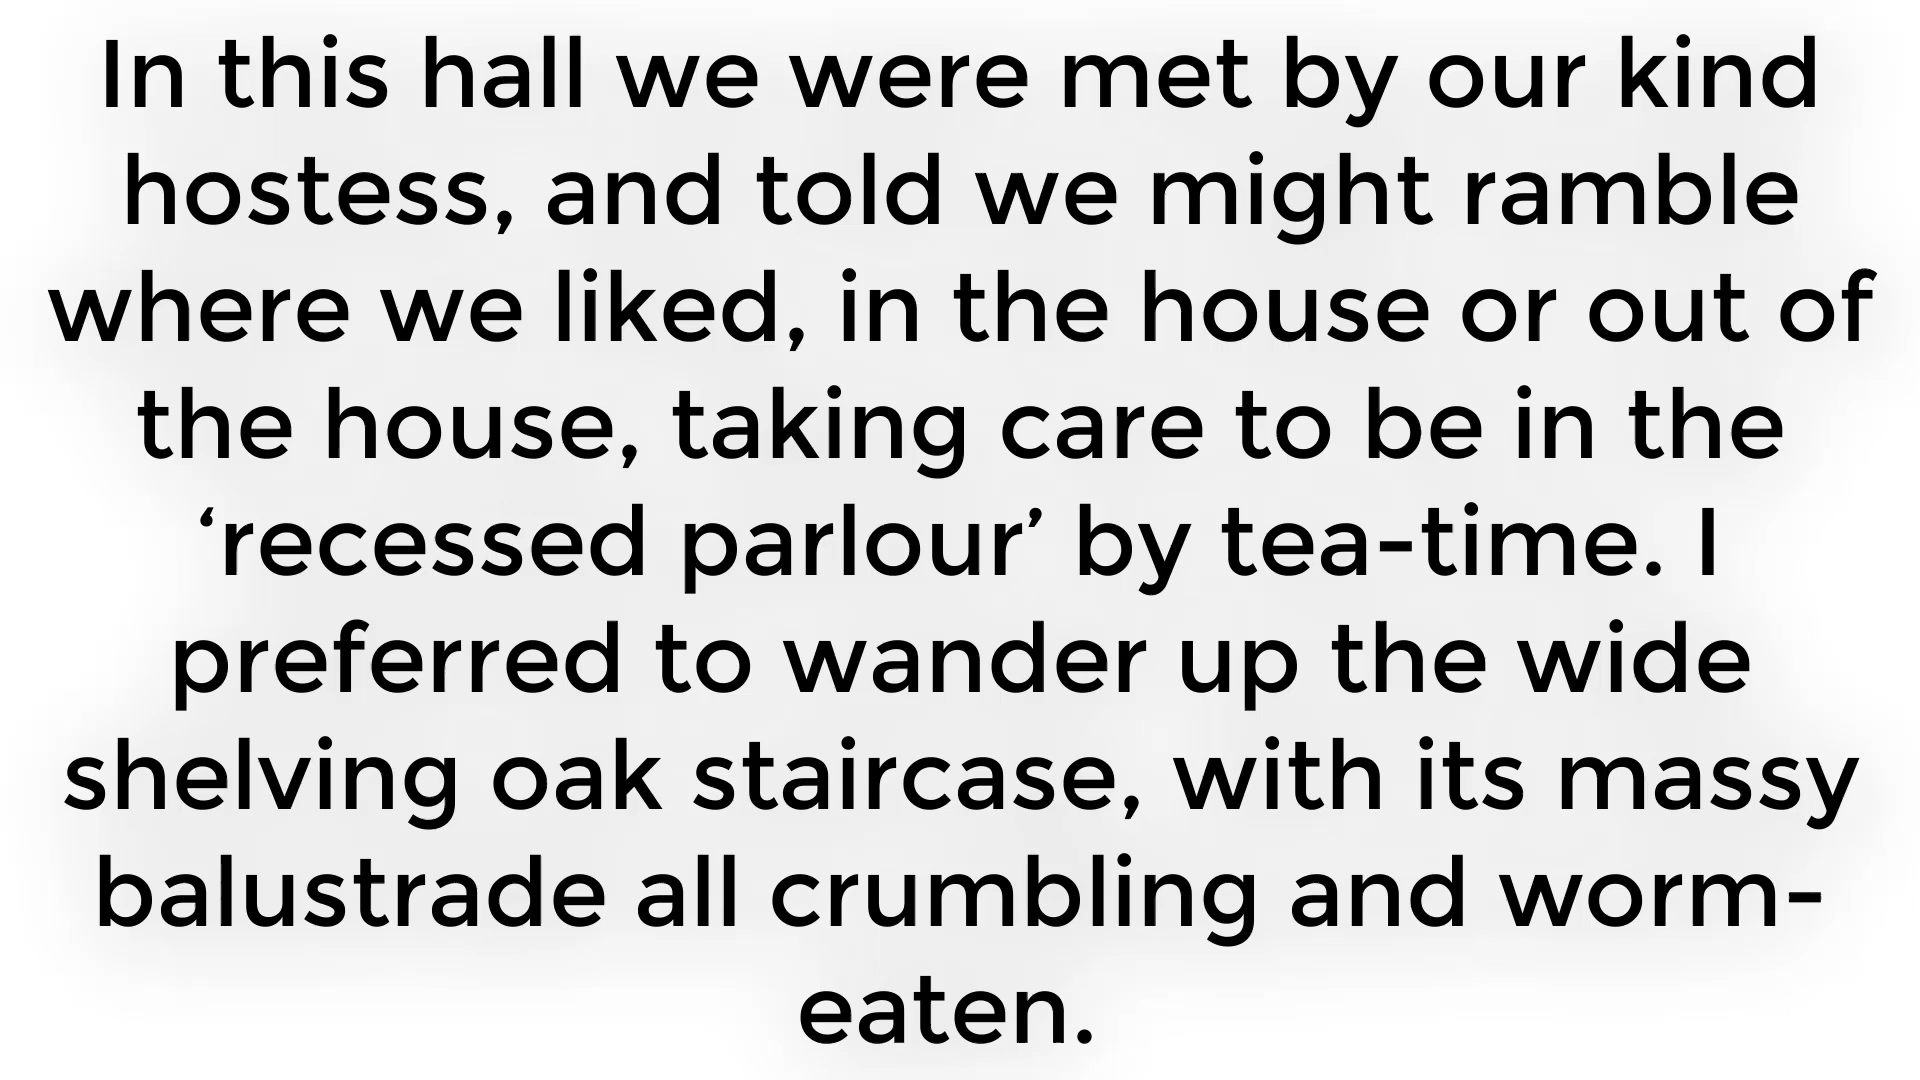 In this hall we were met by our kind
hostess, and told we might ramble
where we liked, in the house or out of
the house, taking care to be in the
‘recessed parlour’ by tea-time. I
preferred to wander up the wide
shelving oak staircase, with its massy
balustrade all crumbling and worm-
eaten.